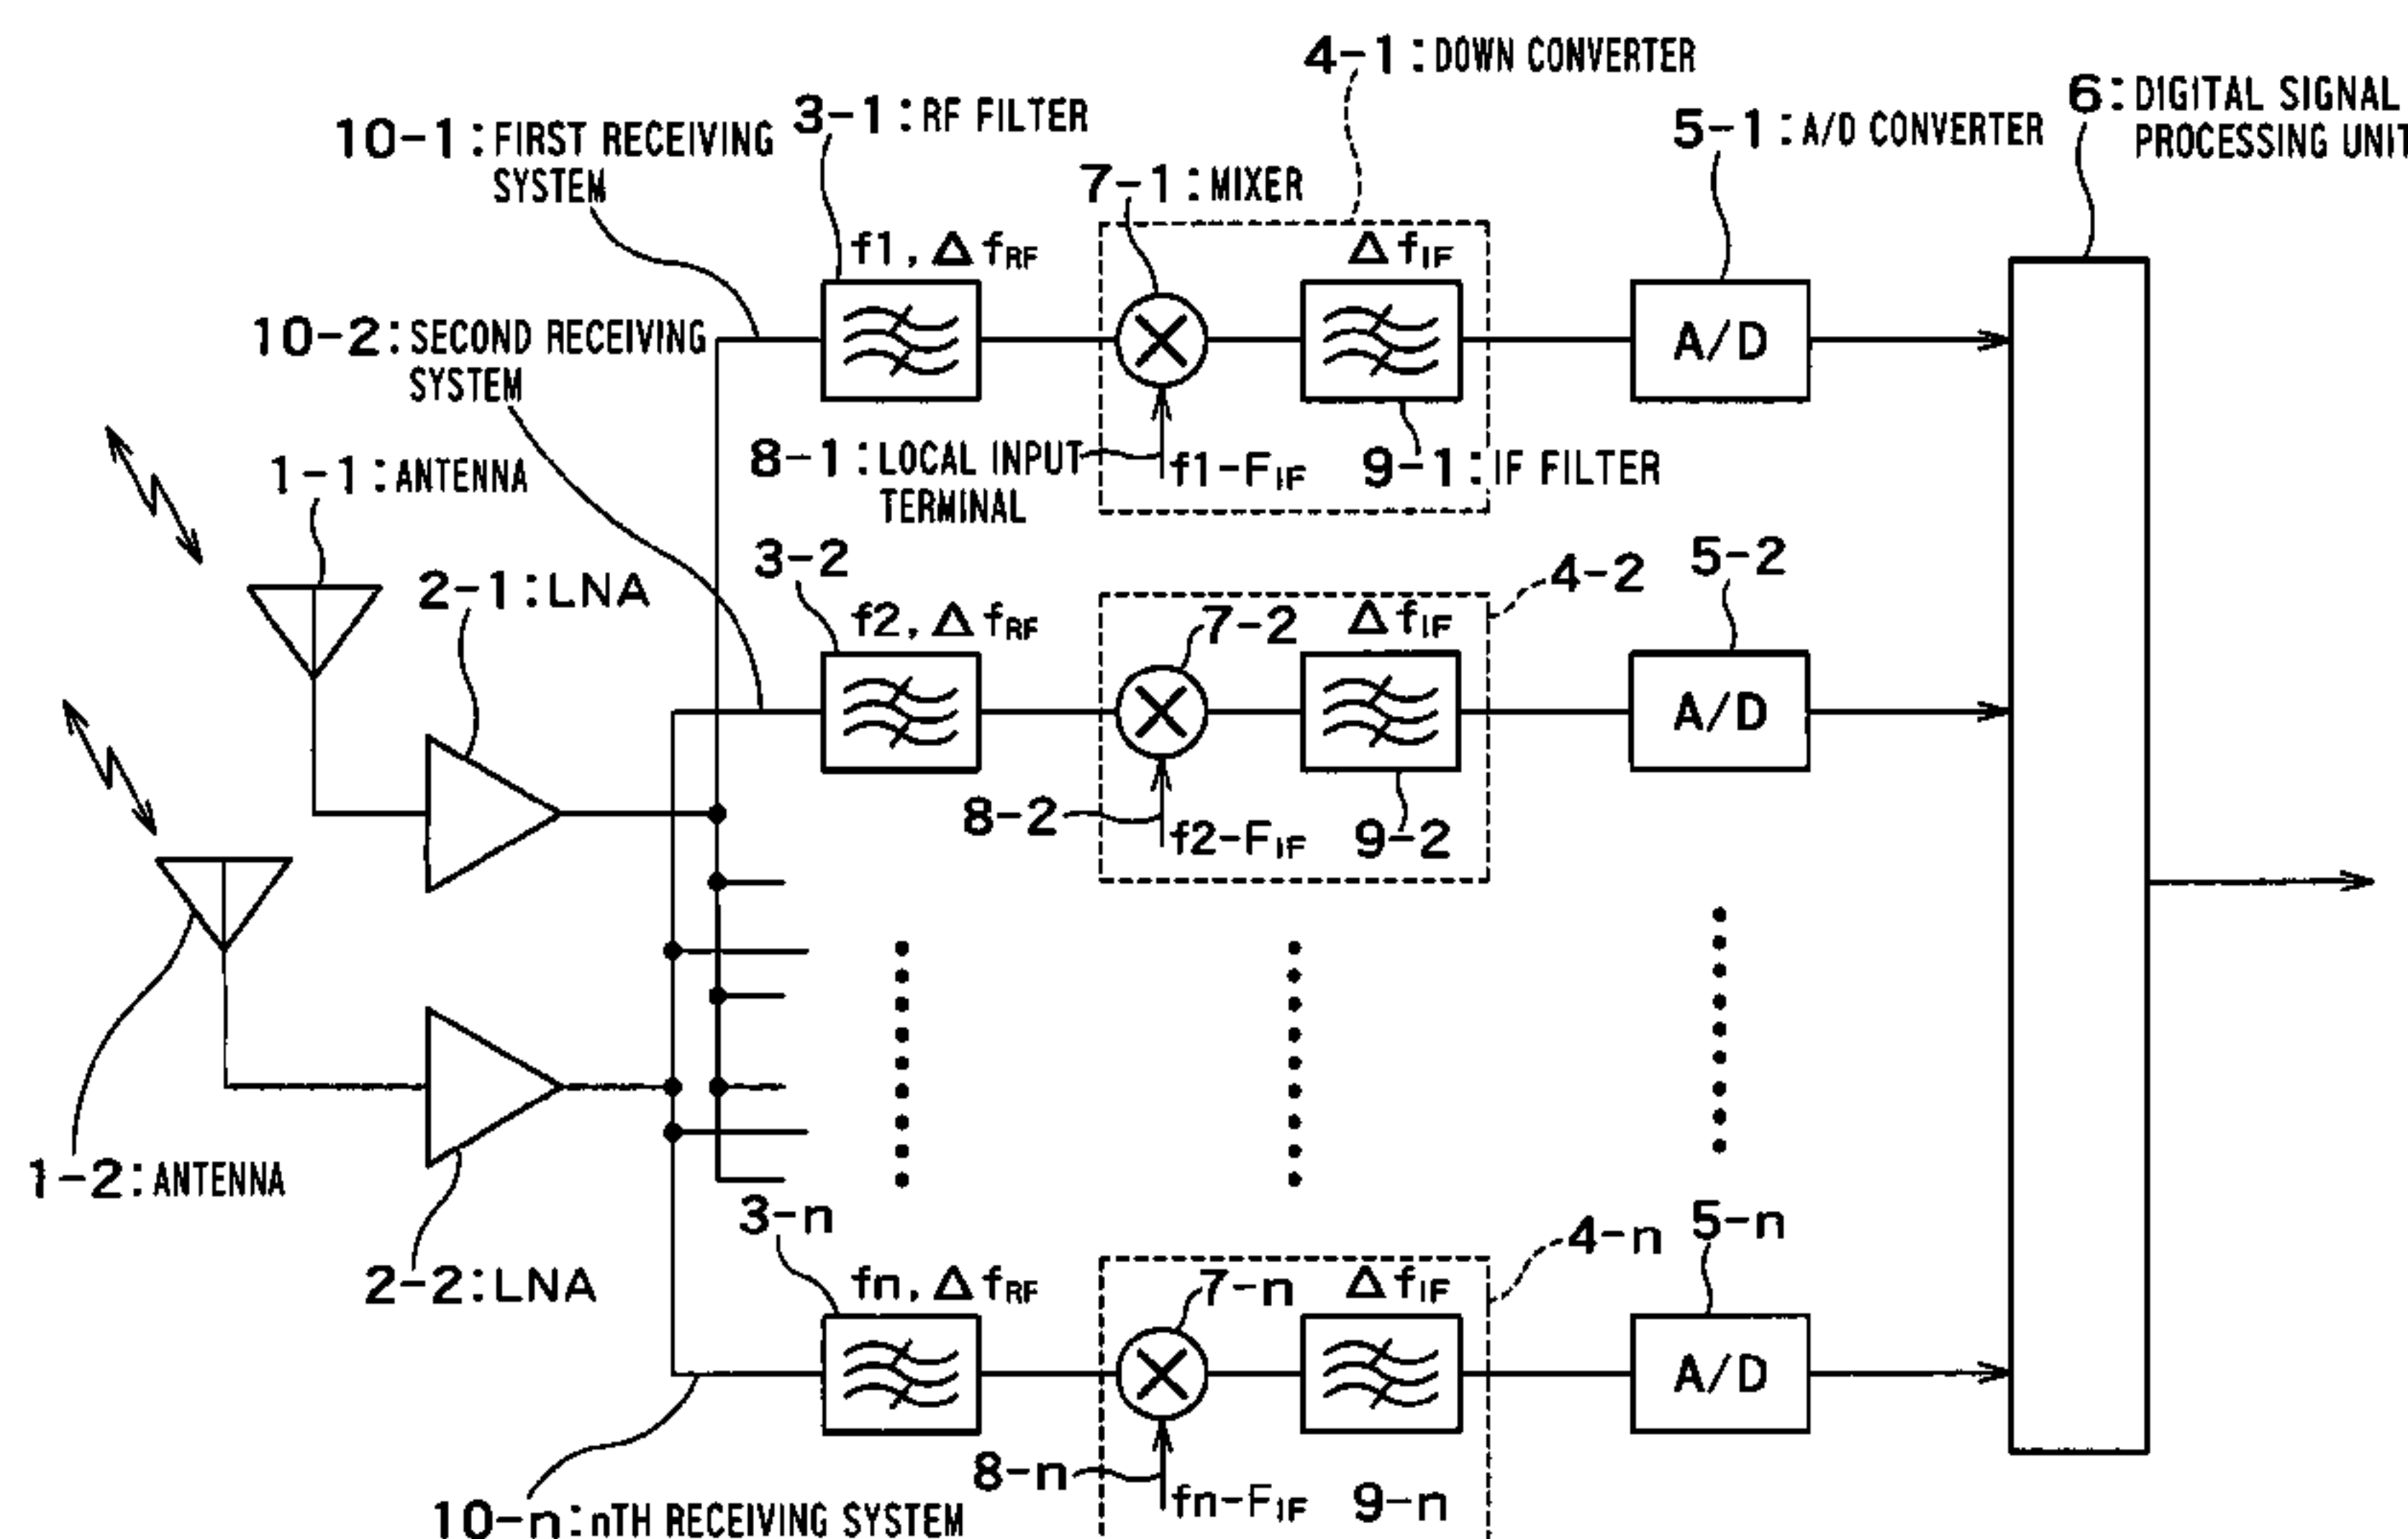 4-1:DOWN CONVERTER
6:DIGITAL SIGNAL
PROCESSING UNIT
3-1:RF FILTER
10-1:FIRST RECEIVING
SYSTEM
5-1:A/D CONVERTER
7-1:MIXER
f1, Δ fRF
Δ fIF
A/D
10-2:SECOND RECEIVING
SYSTEM
8-1:LOCAL INPUT
TERMINAL
f1-FIF
9-1:IF FILTER
1-1:ANTENNA
2-1:LNA
3-2
4-2
5-2
f2, Δ fRF
7-2
Δ fIF
A/D
8-2
f2-FIF
9-2
1-2:ANTENNA
2-2:LNA
3-n
4-n
5-n
fn, Δ fRF
7-n
Δ fIF
A/D
8-n
fn-FIF
9-n
10-n:nTH RECEIVING SYSTEM